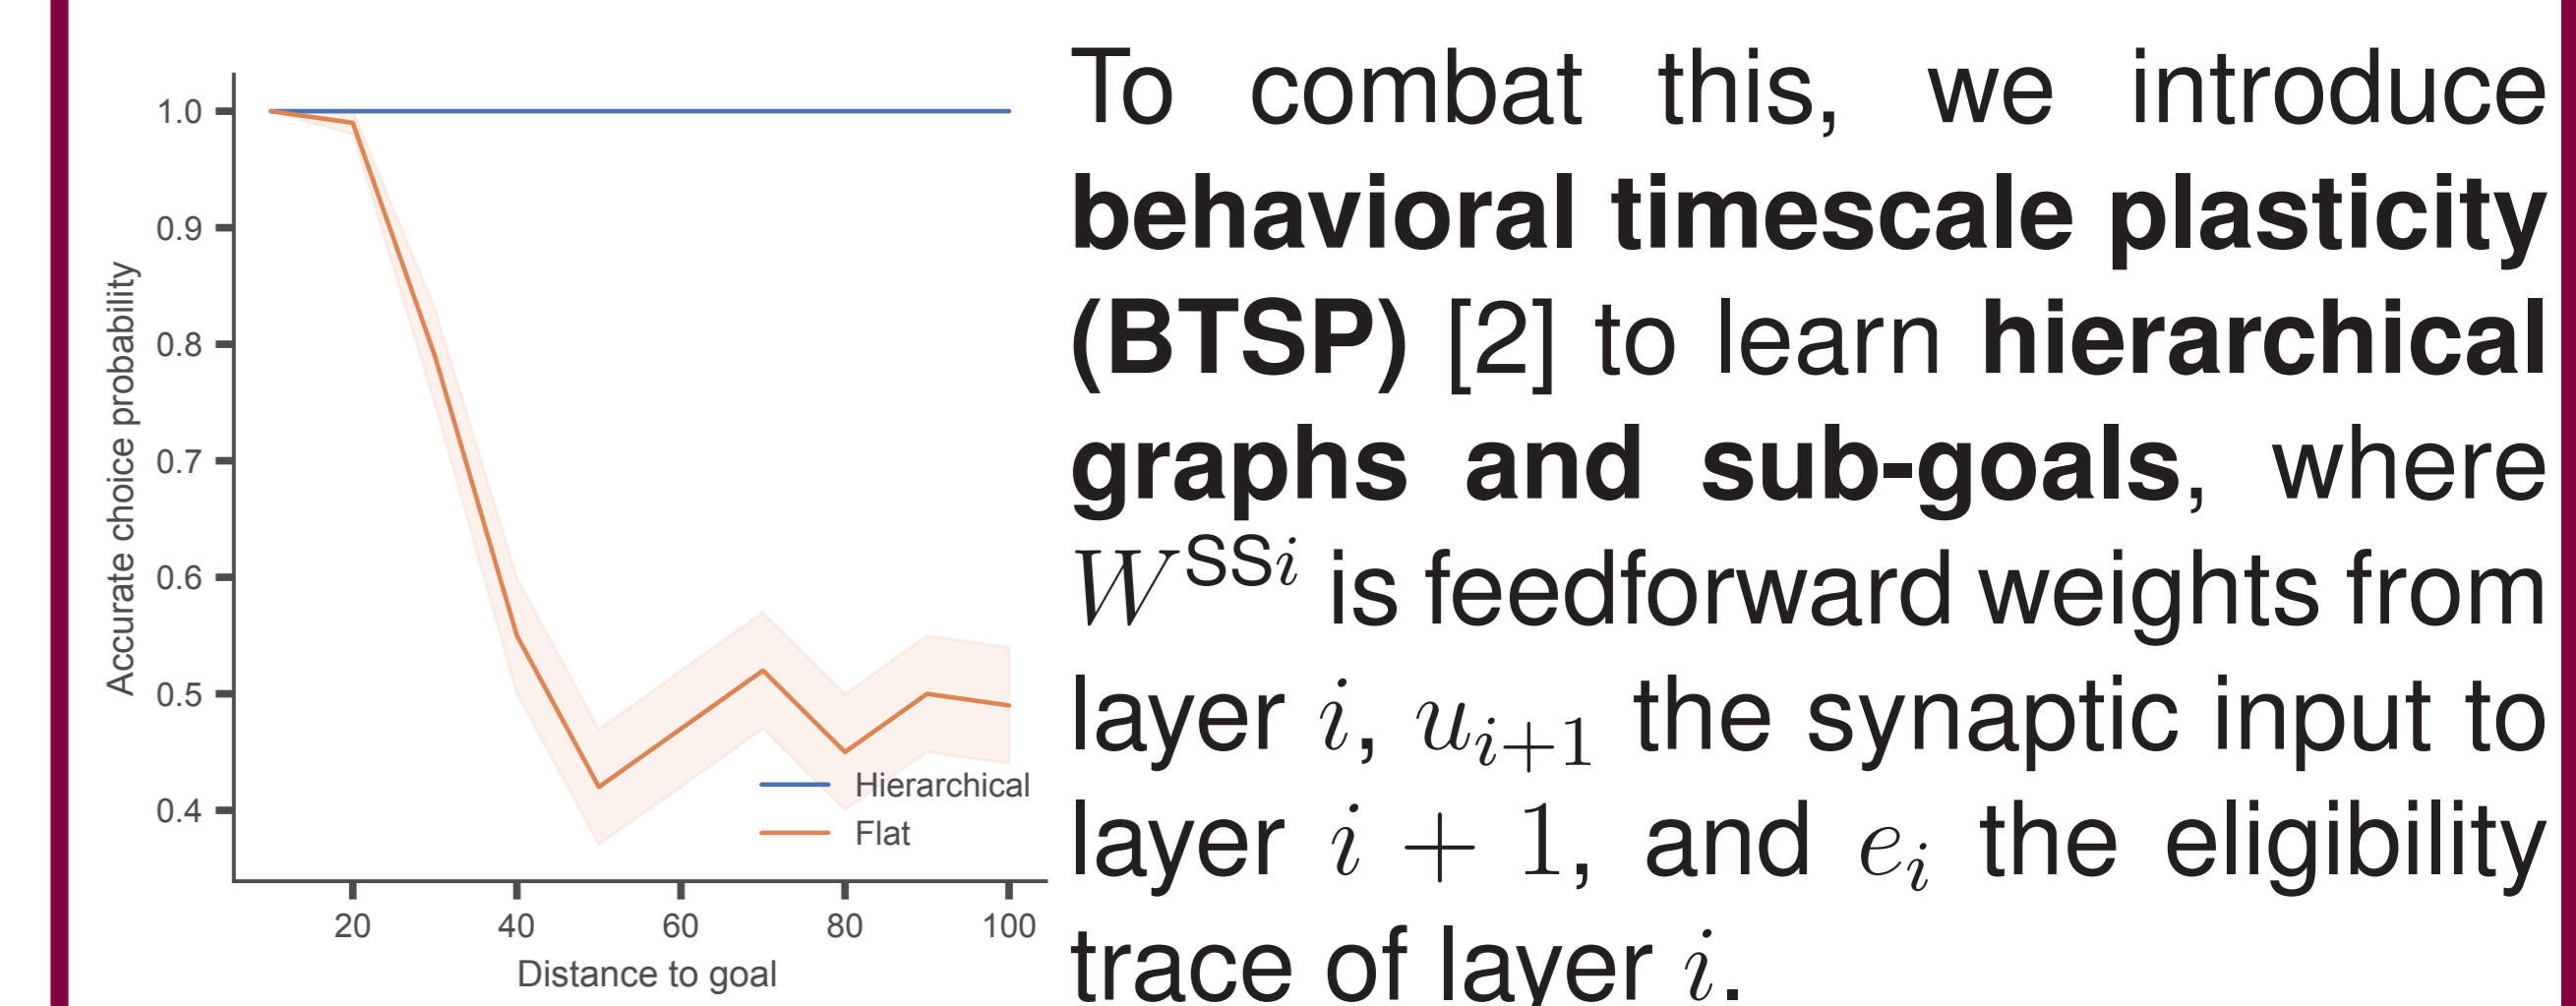 1.0
0.9
0.8
0.7
0.6
0.5
0.4
Accurate choice probability
Hierarchical
Flat
20 40 60 80 100
Distance to goal
To combat this, we introduce
behavioral timescale plasticity
(BTSP) [2] to learn hierarchical
graphs and sub-goals, where
W^{SSi} is feedforward weights from
layer i, u_{i+1} the synaptic input to
layer i + 1, and e_i the eligibility
trace of layer i.